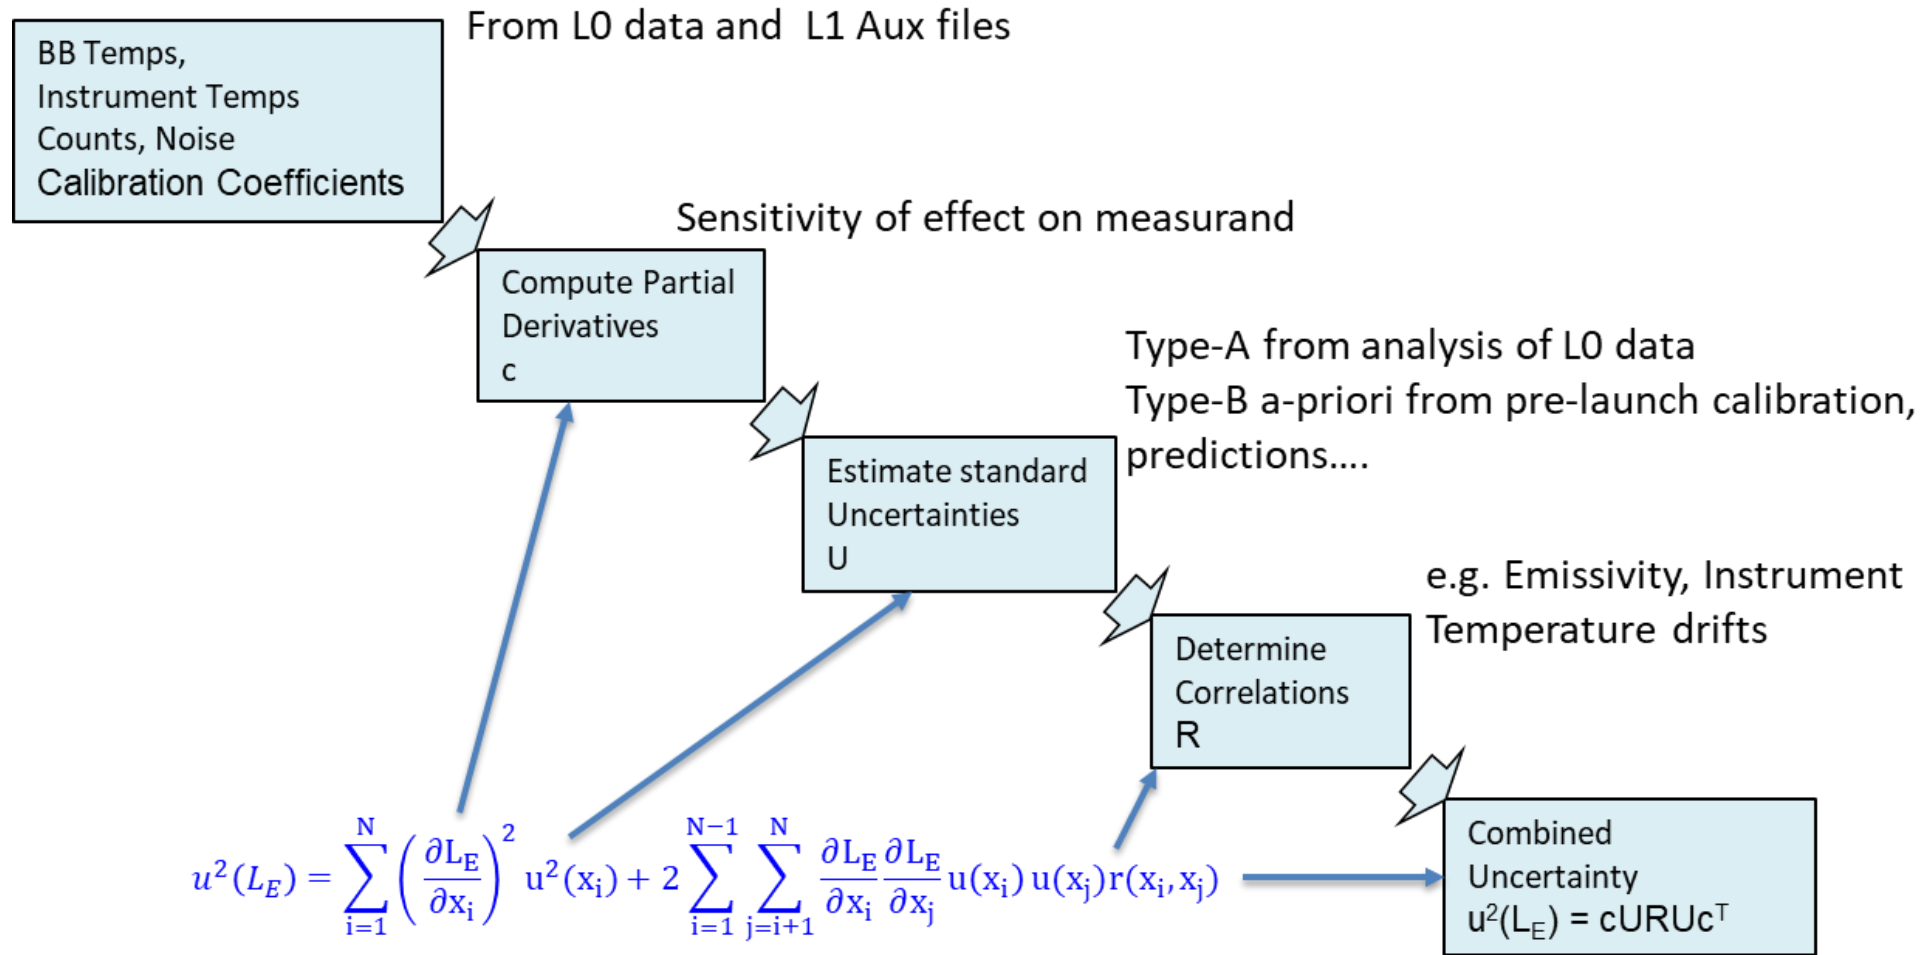 From L0 data and L1 Aux files
BB Temps,
Instrument Temps
Counts, Noise
Calibration Coefficients
Sensitivity of effect on measurand
Compute Partial
Derivatives
c
Type-A from analysis of L0 data
Type-B a-priori from pre-launch calibration,
predictions....
Estimate standard
Uncertainties
U
e.g. Emissivity, Instrument
Temperature drifts
Determine
Correlations
R
u²(L_E) = ∑_{i=1}^{N} (∂L_E/∂x_i)² u²(x_i) + 2 ∑_{i=1}^{N−1} ∑_{j=i+1}^{N} ∂L_E/∂x_i ∂L_E/∂x_j u(x_i) u(x_j) r(x_i, x_j)
Combined
Uncertainty
u²(L_E) = cURUc^T